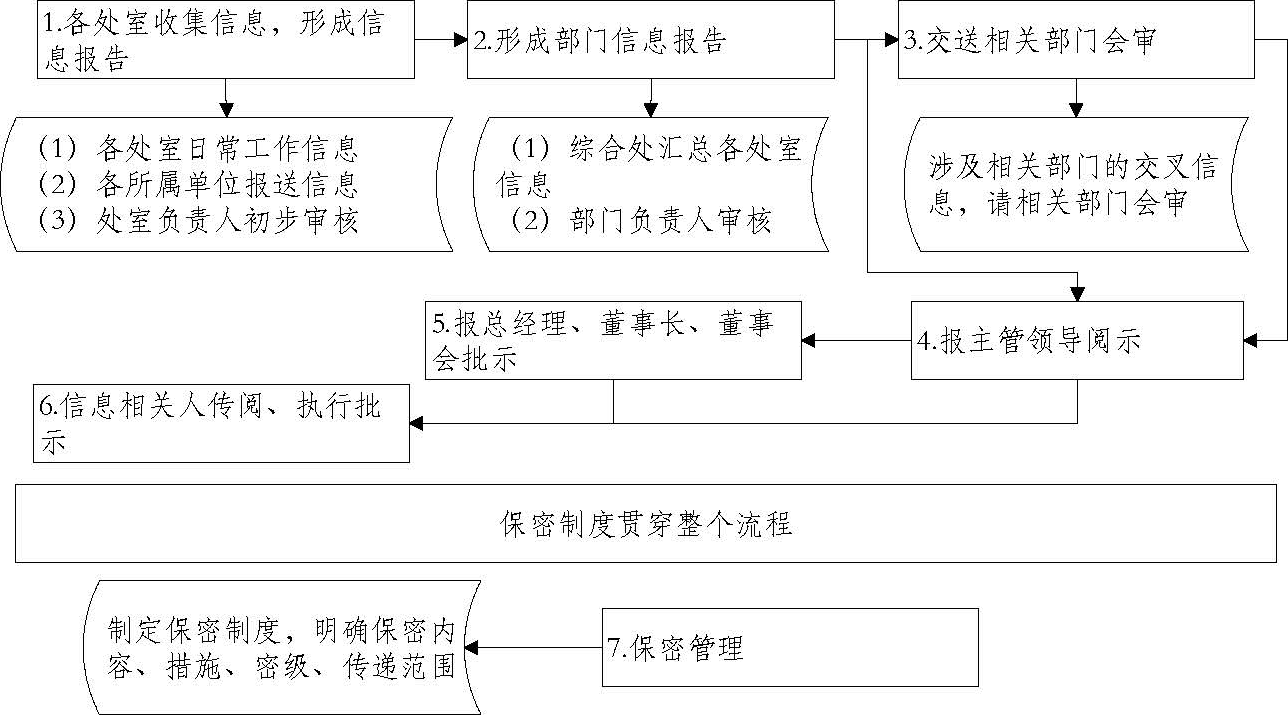 1.各处室收集信息，形成信
息报告
2.形成部门信息报告
3.交送相关部门会审
（1）各处室日常工作信息
（2）各所属单位报送信息
（3）处室负责人初步审核
（1）综合处汇总各处室
信息
（2）部门负责人审核
涉及相关部门的交叉信
息，请相关部门会审
5.报总经理、董事长、董事
会批示
4.报主管领导阅示
6.信息相关人传阅、执行批
示
保密制度贯穿整个流程
制定保密制度，明确保密内
容、措施、密级、传递范围
7.保密管理